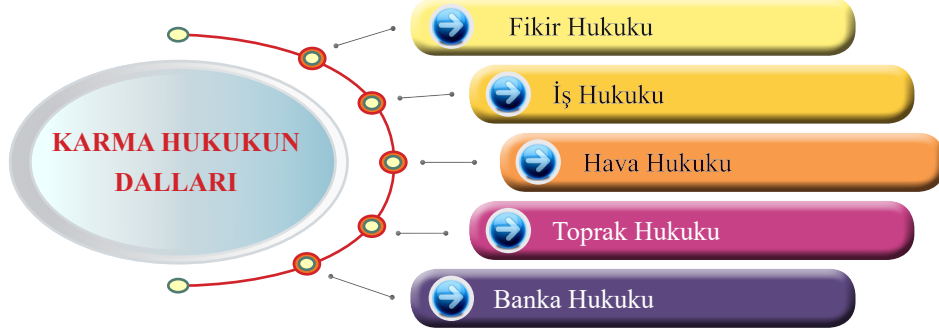 KARMA HUKUKUN
DALLARI
Fikir Hukuku
İş Hukuku
Hava Hukuku
Toprak Hukuku
Banka Hukuku